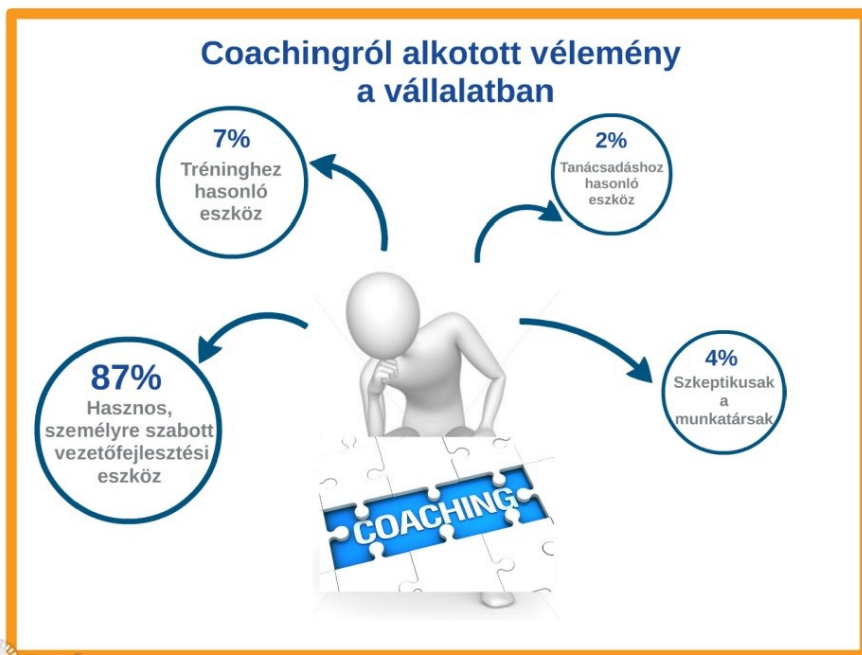 Coachingról alkotott vélemény
a vállalatban
7%
Tréninghez
hasonló
eszköz
2%
Tanácsadáshoz
hasonló
eszköz
87%
Hasznos,
személyre szabott
vezetőfejlesztési
eszköz
4%
Szkeptikusak
a
munkatársak
COACHING